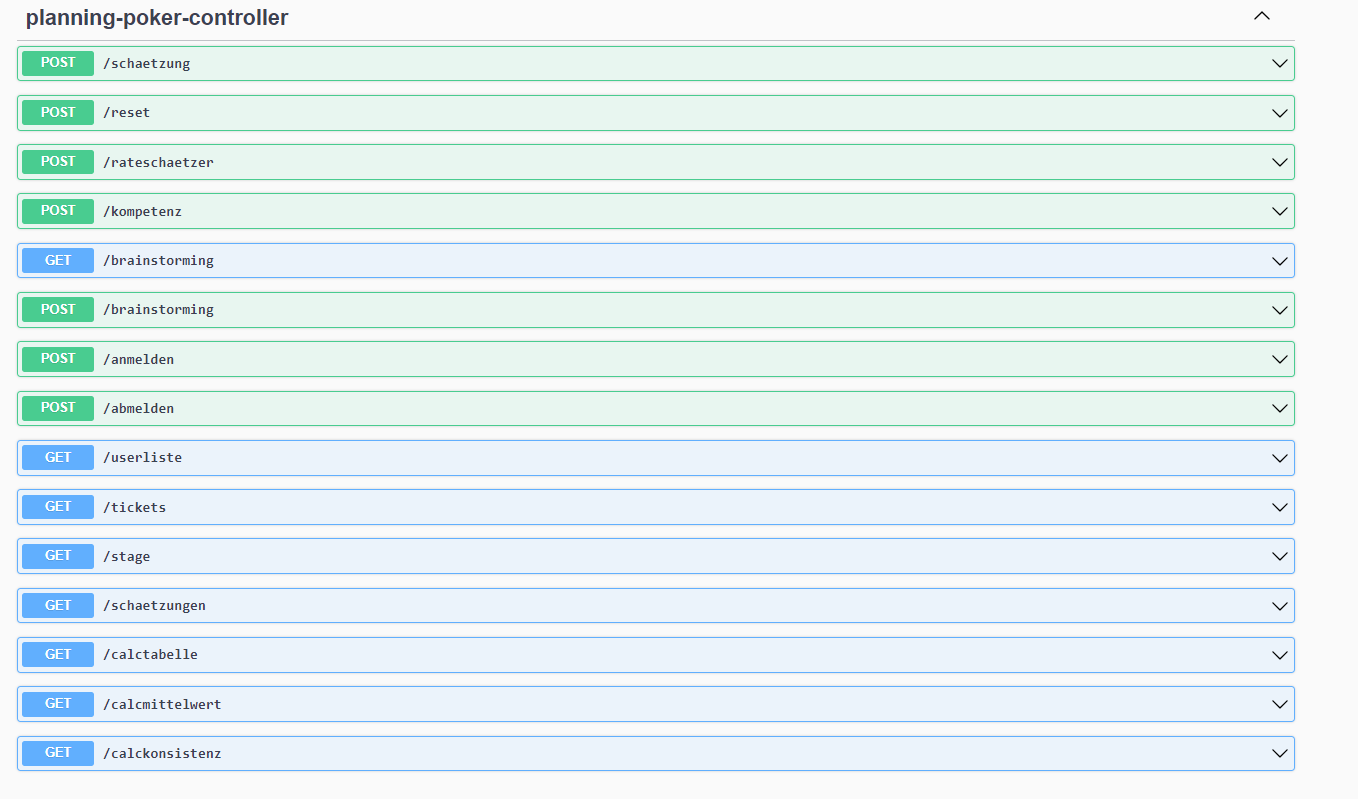 planning-poker-controller
POST /schaetzung
POST /reset
POST /rateschaetzer
POST /kompetenz
GET /brainstorming
POST /brainstorming
POST /anmelden
POST /abmelden
GET /userliste
GET /tickets
GET /stage
GET /schaetzungen
GET /calctabelle
GET /calcmittelwert
GET /calckonsistenz